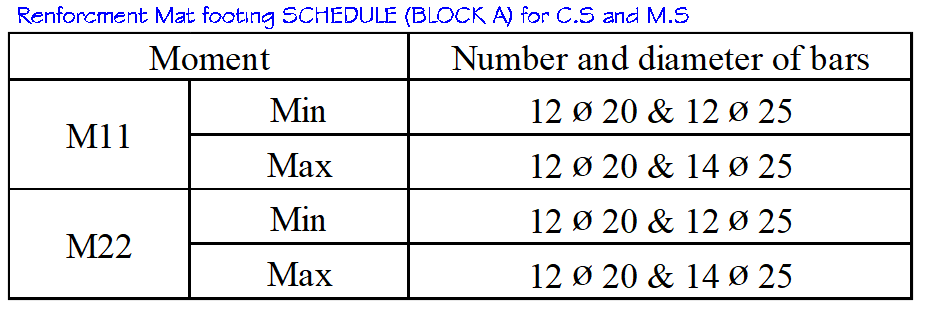 Renforcment Mat footing SCHEDULE (BLOCK A) for C.S and M.S
Moment Number and diameter of bars
M11 Min 12 Ø 20 & 12 Ø 25
Max 12 Ø 20 & 14 Ø 25
M22 Min 12 Ø 20 & 12 Ø 25
Max 12 Ø 20 & 14 Ø 25